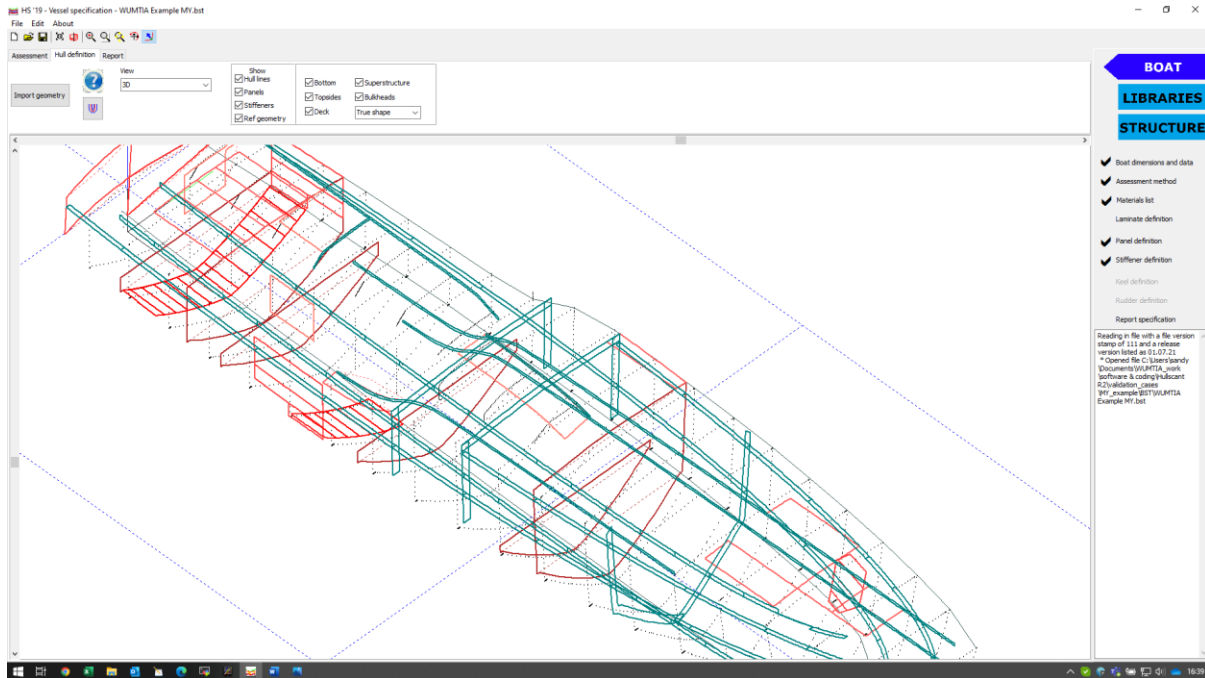 HS '19 - Vessel specification - WUMTIA Example MY.bst
File Edit About
Assessment Hull definition Report
Import geometry
?
View
3D
Show
Hull lines
Panels
Stiffeners
Ref geometry
Bottom
Topsides
Deck
Superstructure
Bulkheads
True shape
BOAT
LIBRARIES
STRUCTURE
Boat dimensions and data
Assessment method
Materials list
Laminate definition
Panel definition
Stiffener definition
Keel definition
Rudder definition
Report specification
Reading in file with a file version
stamp of 111 and a release
version listed as 01.07.21
* Opened file C:\Users\sandy
\Documents\WUMTIA_work
\software & coding\Hullscant
R2\validation_cases
\MY_example\BST\WUMTIA
Example MY.bst
16:39